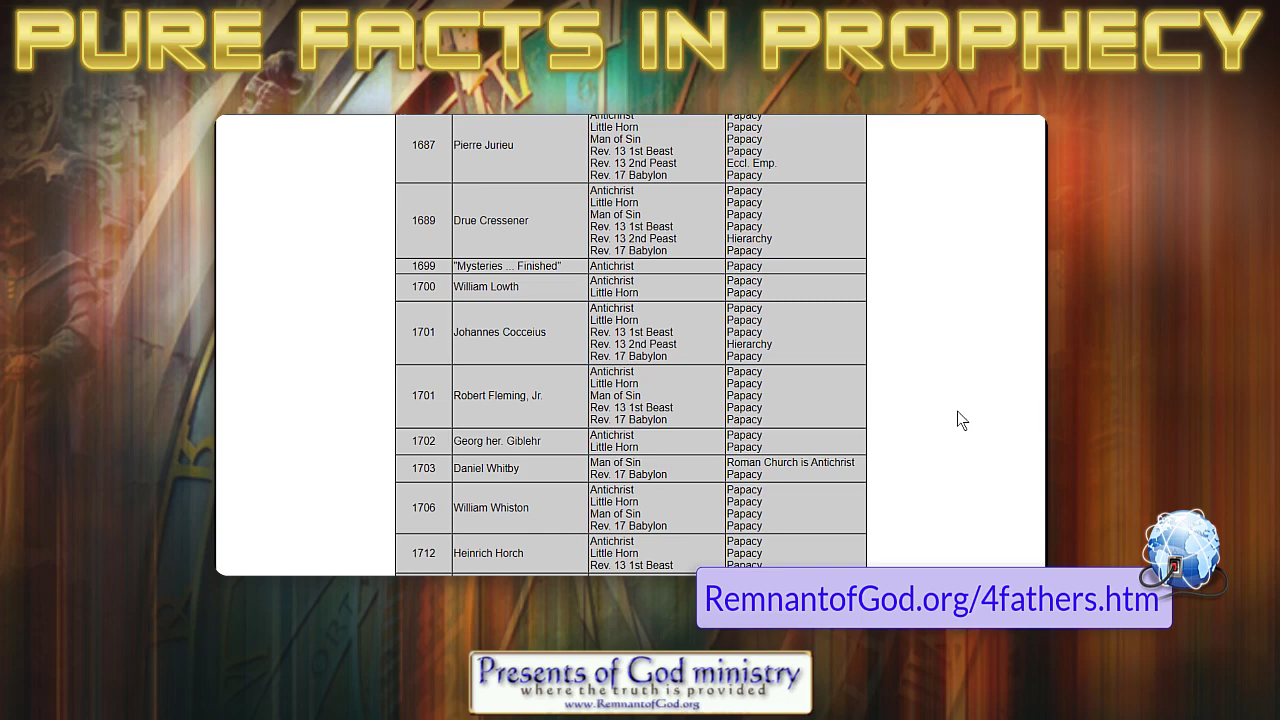 PURE FACTS IN PROPHECY
Antichrist Papacy
Little Horn Papacy
Man of Sin Papacy
1687 Pierre Jurieu Rev. 13 1st Beast Papacy
Rev. 13 2nd Peast Eccl. Emp.
Rev. 17 Babylon Papacy
Antichrist Papacy
Little Horn Papacy
Man of Sin Papacy
1689 Drue Cressener Rev. 13 1st Beast Papacy
Rev. 13 2nd Peast Hierarchy
Rev. 17 Babylon Papacy
1699 "Mysteries ... Finished" Antichrist Papacy
1700 William Lowth Antichrist Papacy
Little Horn Papacy
Antichrist Papacy
Little Horn Papacy
1701 Johannes Cocceius Rev. 13 1st Beast Papacy
Rev. 13 2nd Peast Hierarchy
Rev. 17 Babylon Papacy
Antichrist Papacy
Little Horn Papacy
1701 Robert Fleming, Jr. Man of Sin Papacy
Rev. 13 1st Beast Papacy
Rev. 17 Babylon Papacy
1702 Georg her. Giblehr Antichrist Papacy
Little Horn Papacy
1703 Daniel Whitby Man of Sin Roman Church is Antichrist
Rev. 17 Babylon Papacy
Antichrist Papacy
1706 William Whiston Little Horn Papacy
Man of Sin Papacy
Rev. 17 Babylon Papacy
Antichrist Papacy
1712 Heinrich Horch Little Horn Papacy
Rev. 13 1st Beast Papacy
RemnantofGod.org/4fathers.htm
Presents of God ministry
where the truth is provided
www.RemnantofGod.org